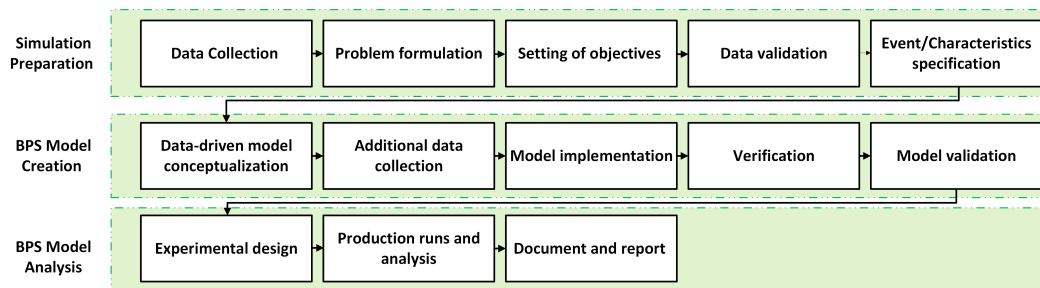 Simulation
Preparation
Data Collection
Problem formulation
Setting of objectives
Data validation
Event/Characteristics
specification
BPS Model
Creation
Data-driven model
conceptualization
Additional data
collection
Model implementation
Verification
Model validation
BPS Model
Analysis
Experimental design
Production runs and
analysis
Document and report